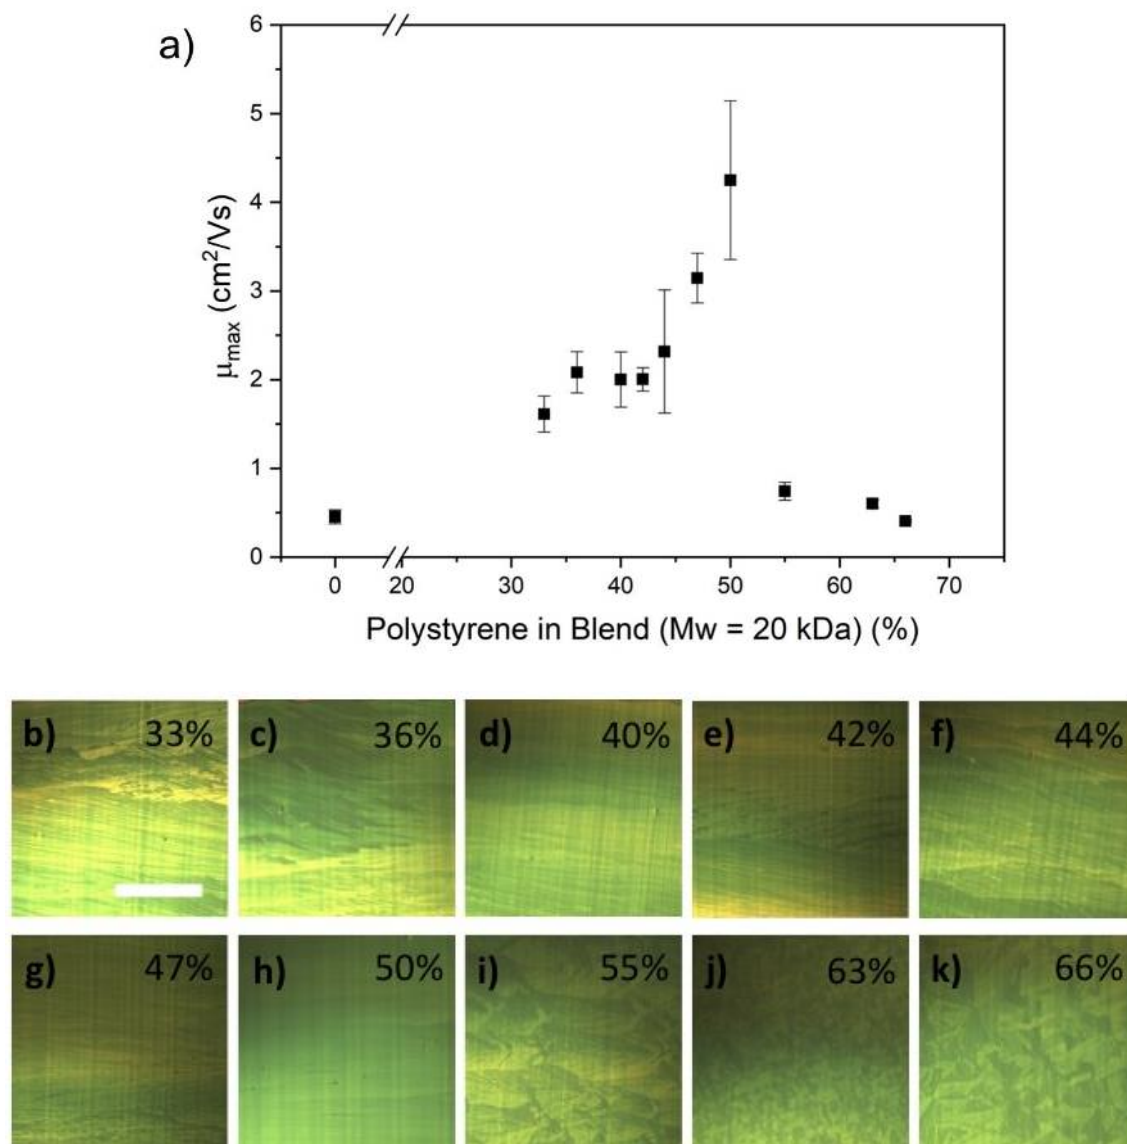 a)
6
5
4
3
2
1
0
μmax (cm²/Vs)
0 20 30 40 50 60 70
Polystyrene in Blend (Mw = 20 kDa) (%)
b) 33% c) 36% d) 40% e) 42% f) 44%
g) 47% h) 50% i) 55% j) 63% k) 66%